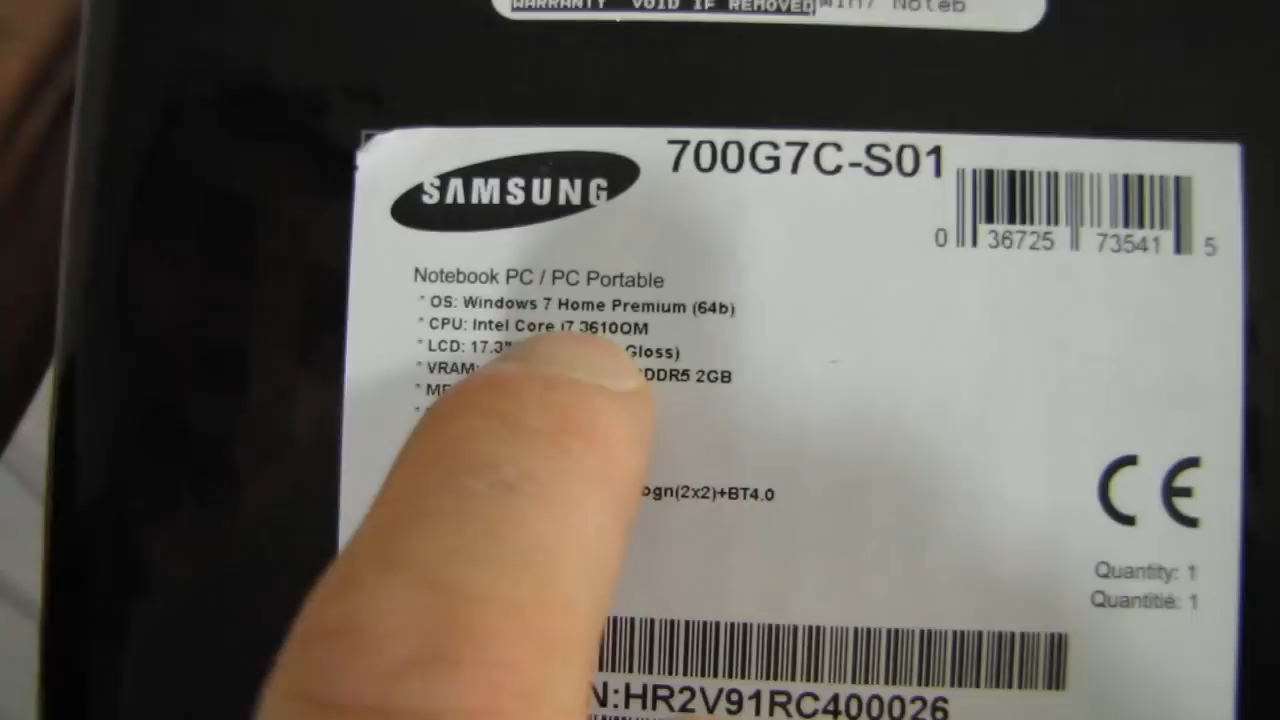 WARRANTY VOID IF REMOVED Win7 Noteb
SAMSUNG
700G7C-S01
0 36725 73541 5
Notebook PC / PC Portable
* OS: Windows 7 Home Premium (64b)
* CPU: Intel Core i7 3610QM
* LCD: 17.3" Gloss)
* VRAM: DDR5 2GB
bgn(2x2)+BT4.0
CE
Quantity: 1
Quantitié: 1
N:HR2V91RC400026